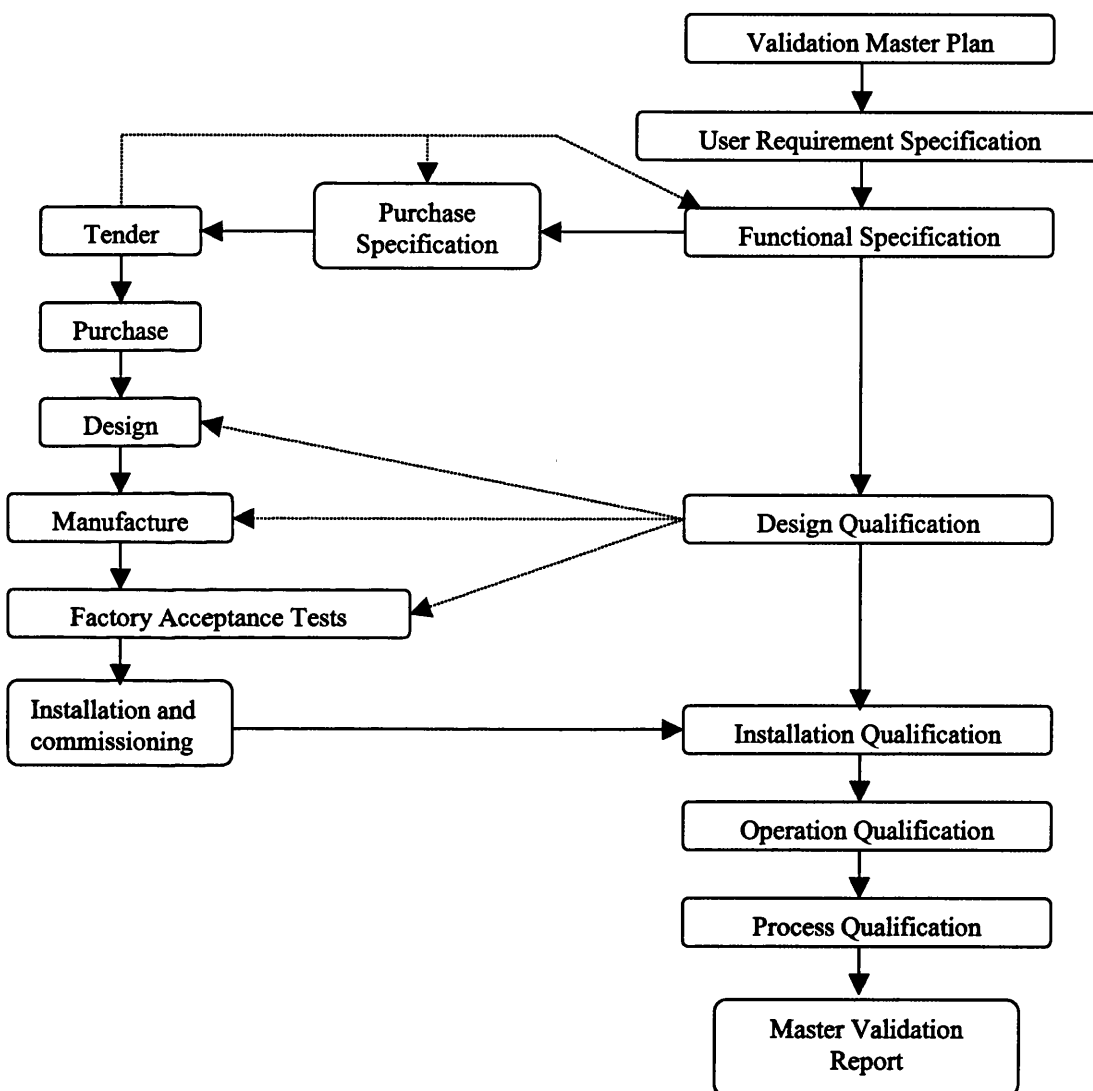 Validation Master Plan
User Requirement Specification
Purchase
Specification
Tender
Functional Specification
Purchase
Design
Manufacture
Design Qualification
Factory Acceptance Tests
Installation and
commissioning
Installation Qualification
Operation Qualification
Process Qualification
Master Validation
Report